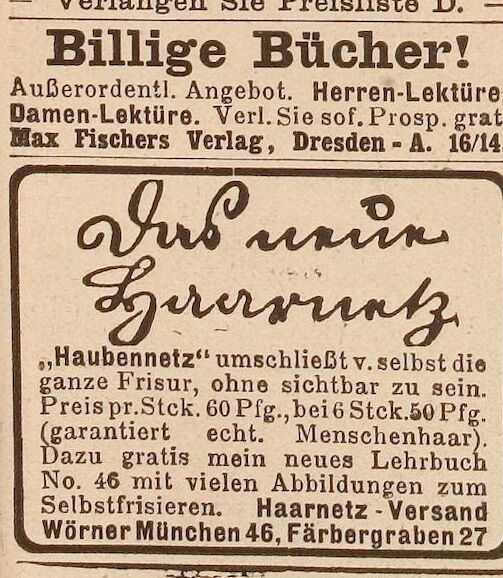 — Verlangen Sie Preisliste D. —
Billige Bücher!
Außerordentl. Angebot. Herren-Lektüre
Damen-Lektüre. Verl. Sie sof. Prosp. grat
Max Fischers Verlag, Dresden-A. 16/14
Das neue
Haarnetz
„Haubennetz“ umschließt v. selbst die
ganze Frisur, ohne sichtbar zu sein.
Preis pr. Stck. 60 Pfg., bei 6 Stck. 50 Pfg.
(garantiert echt. Menschenhaar).
Dazu gratis mein neues Lehrbuch
No. 46 mit vielen Abbildungen zum
Selbstfrisieren. Haarnetz-Versand
Wörner München 46, Färbergraben 27